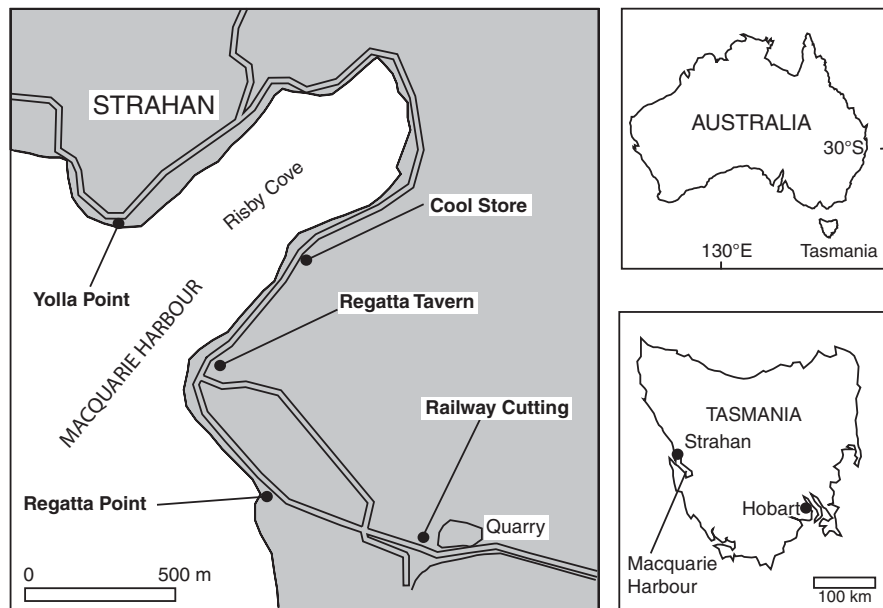 STRAHAN
Risby Cove
Cool Store
Yolla Point
MACQUARIE HARBOUR
Regatta Tavern
Railway Cutting
Regatta Point
Quarry
0 500 m
AUSTRALIA
30°S
130°E
Tasmania
TASMANIA
Strahan
Hobart
Macquarie
Harbour
100 km